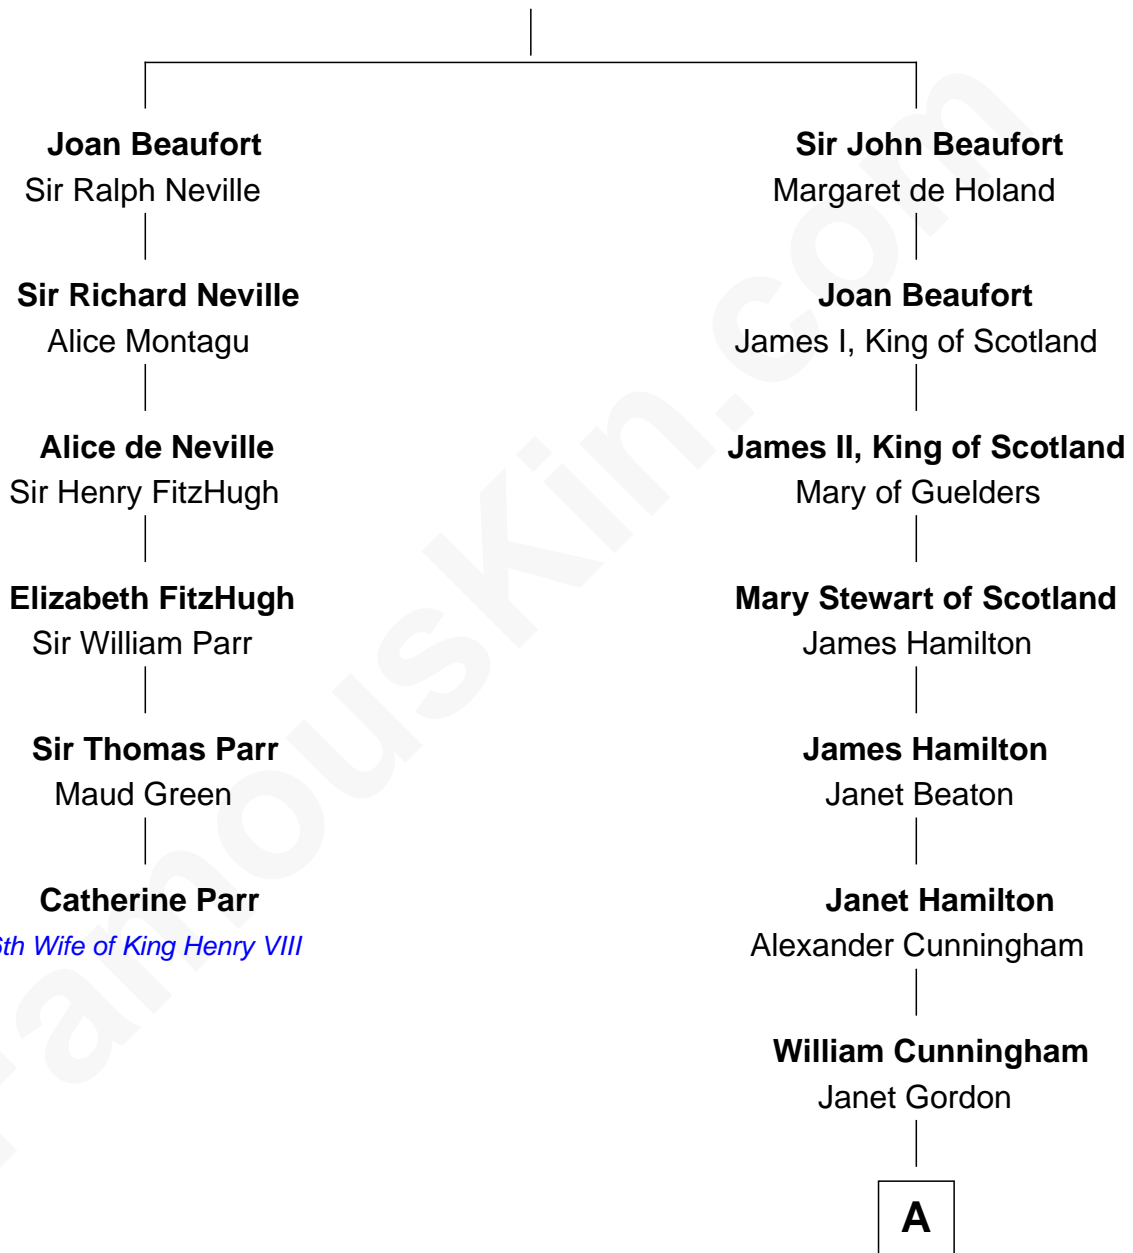 Joan Beaufort
Sir Ralph Neville
Sir Richard Neville
Alice Montagu
Alice de Neville
Sir Henry FitzHugh
Elizabeth FitzHugh
Sir William Parr
Sir Thomas Parr
Maud Green
Catherine Parr
6th Wife of King Henry VIII
Sir John Beaufort
Margaret de Holand
Joan Beaufort
James I, King of Scotland
James II, King of Scotland
Mary of Guelders
Mary Stewart of Scotland
James Hamilton
James Hamilton
Janet Beaton
Janet Hamilton
Alexander Cunningham
William Cunningham
Janet Gordon
A
FamousKin.com